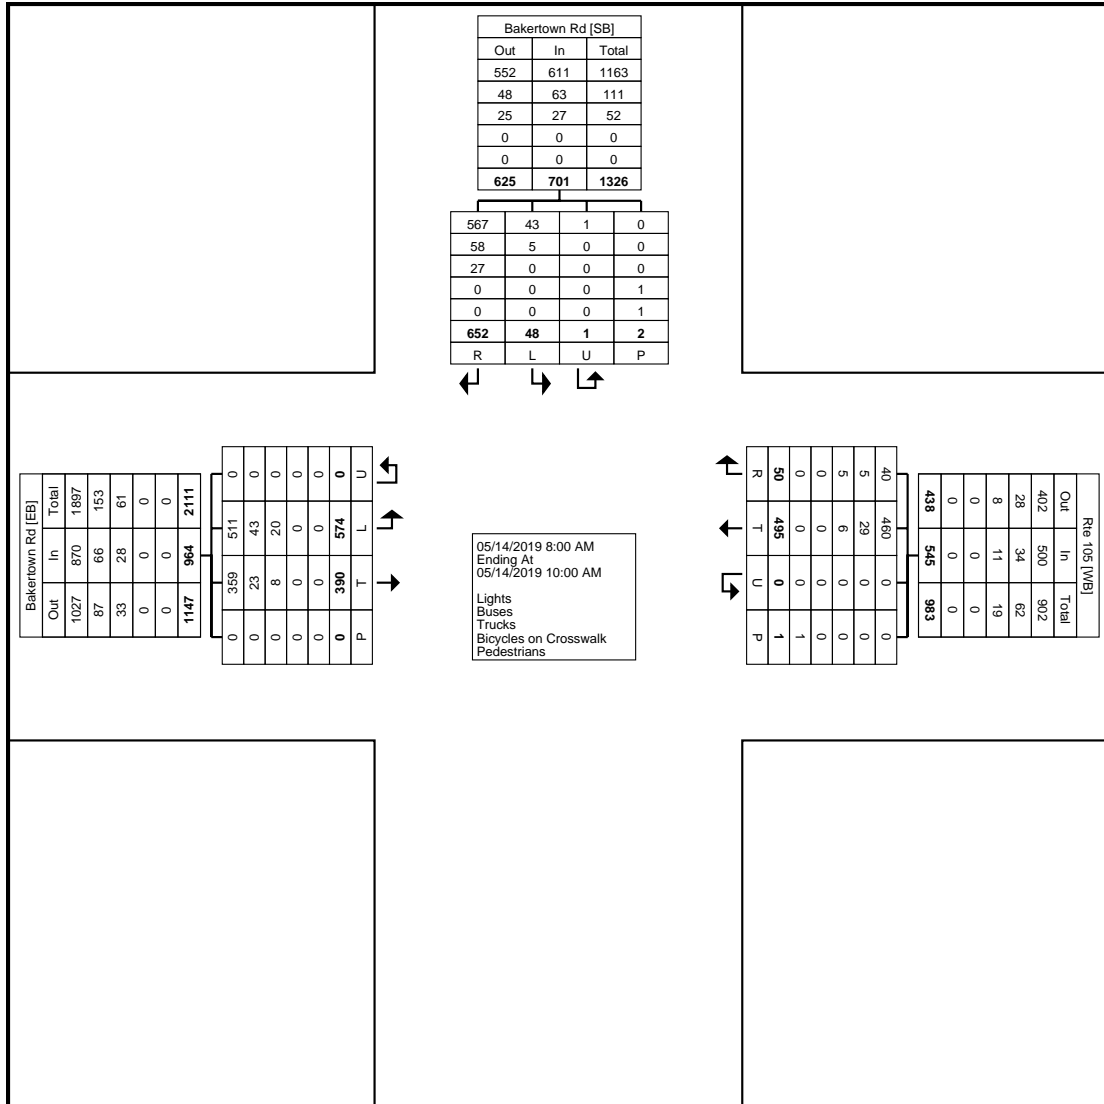 Bakertown Rd [SB]
Out In Total
552 611 1163
48 63 111
25 27 52
0 0 0
0 0 0
625 701 1326
567 43 1 0
58 5 0 0
27 0 0 0
0 0 0 1
0 0 0 1
652 48 1 2
R L U P
Bakertown Rd [EB]
Total In Out
1897 870 1027
153 66 87
61 28 33
0 0 0
0 0 0
2111 964 1147
0 511 359 0
0 43 23 0
0 20 8 0
0 0 0 0
0 0 0 0
0 574 390 0
U L T P
05/14/2019 8:00 AM
Ending At
05/14/2019 10:00 AM
Lights
Buses
Trucks
Bicycles on Crosswalk
Pedestrians
Rte 105 [WB]
Out In Total
402 500 902
28 34 62
8 11 19
0 0 0
0 0 0
438 545 983
40 460 0 0
5 29 0 0
5 6 0 0
0 0 0 0
0 0 0 1
50 495 0 1
R T U P